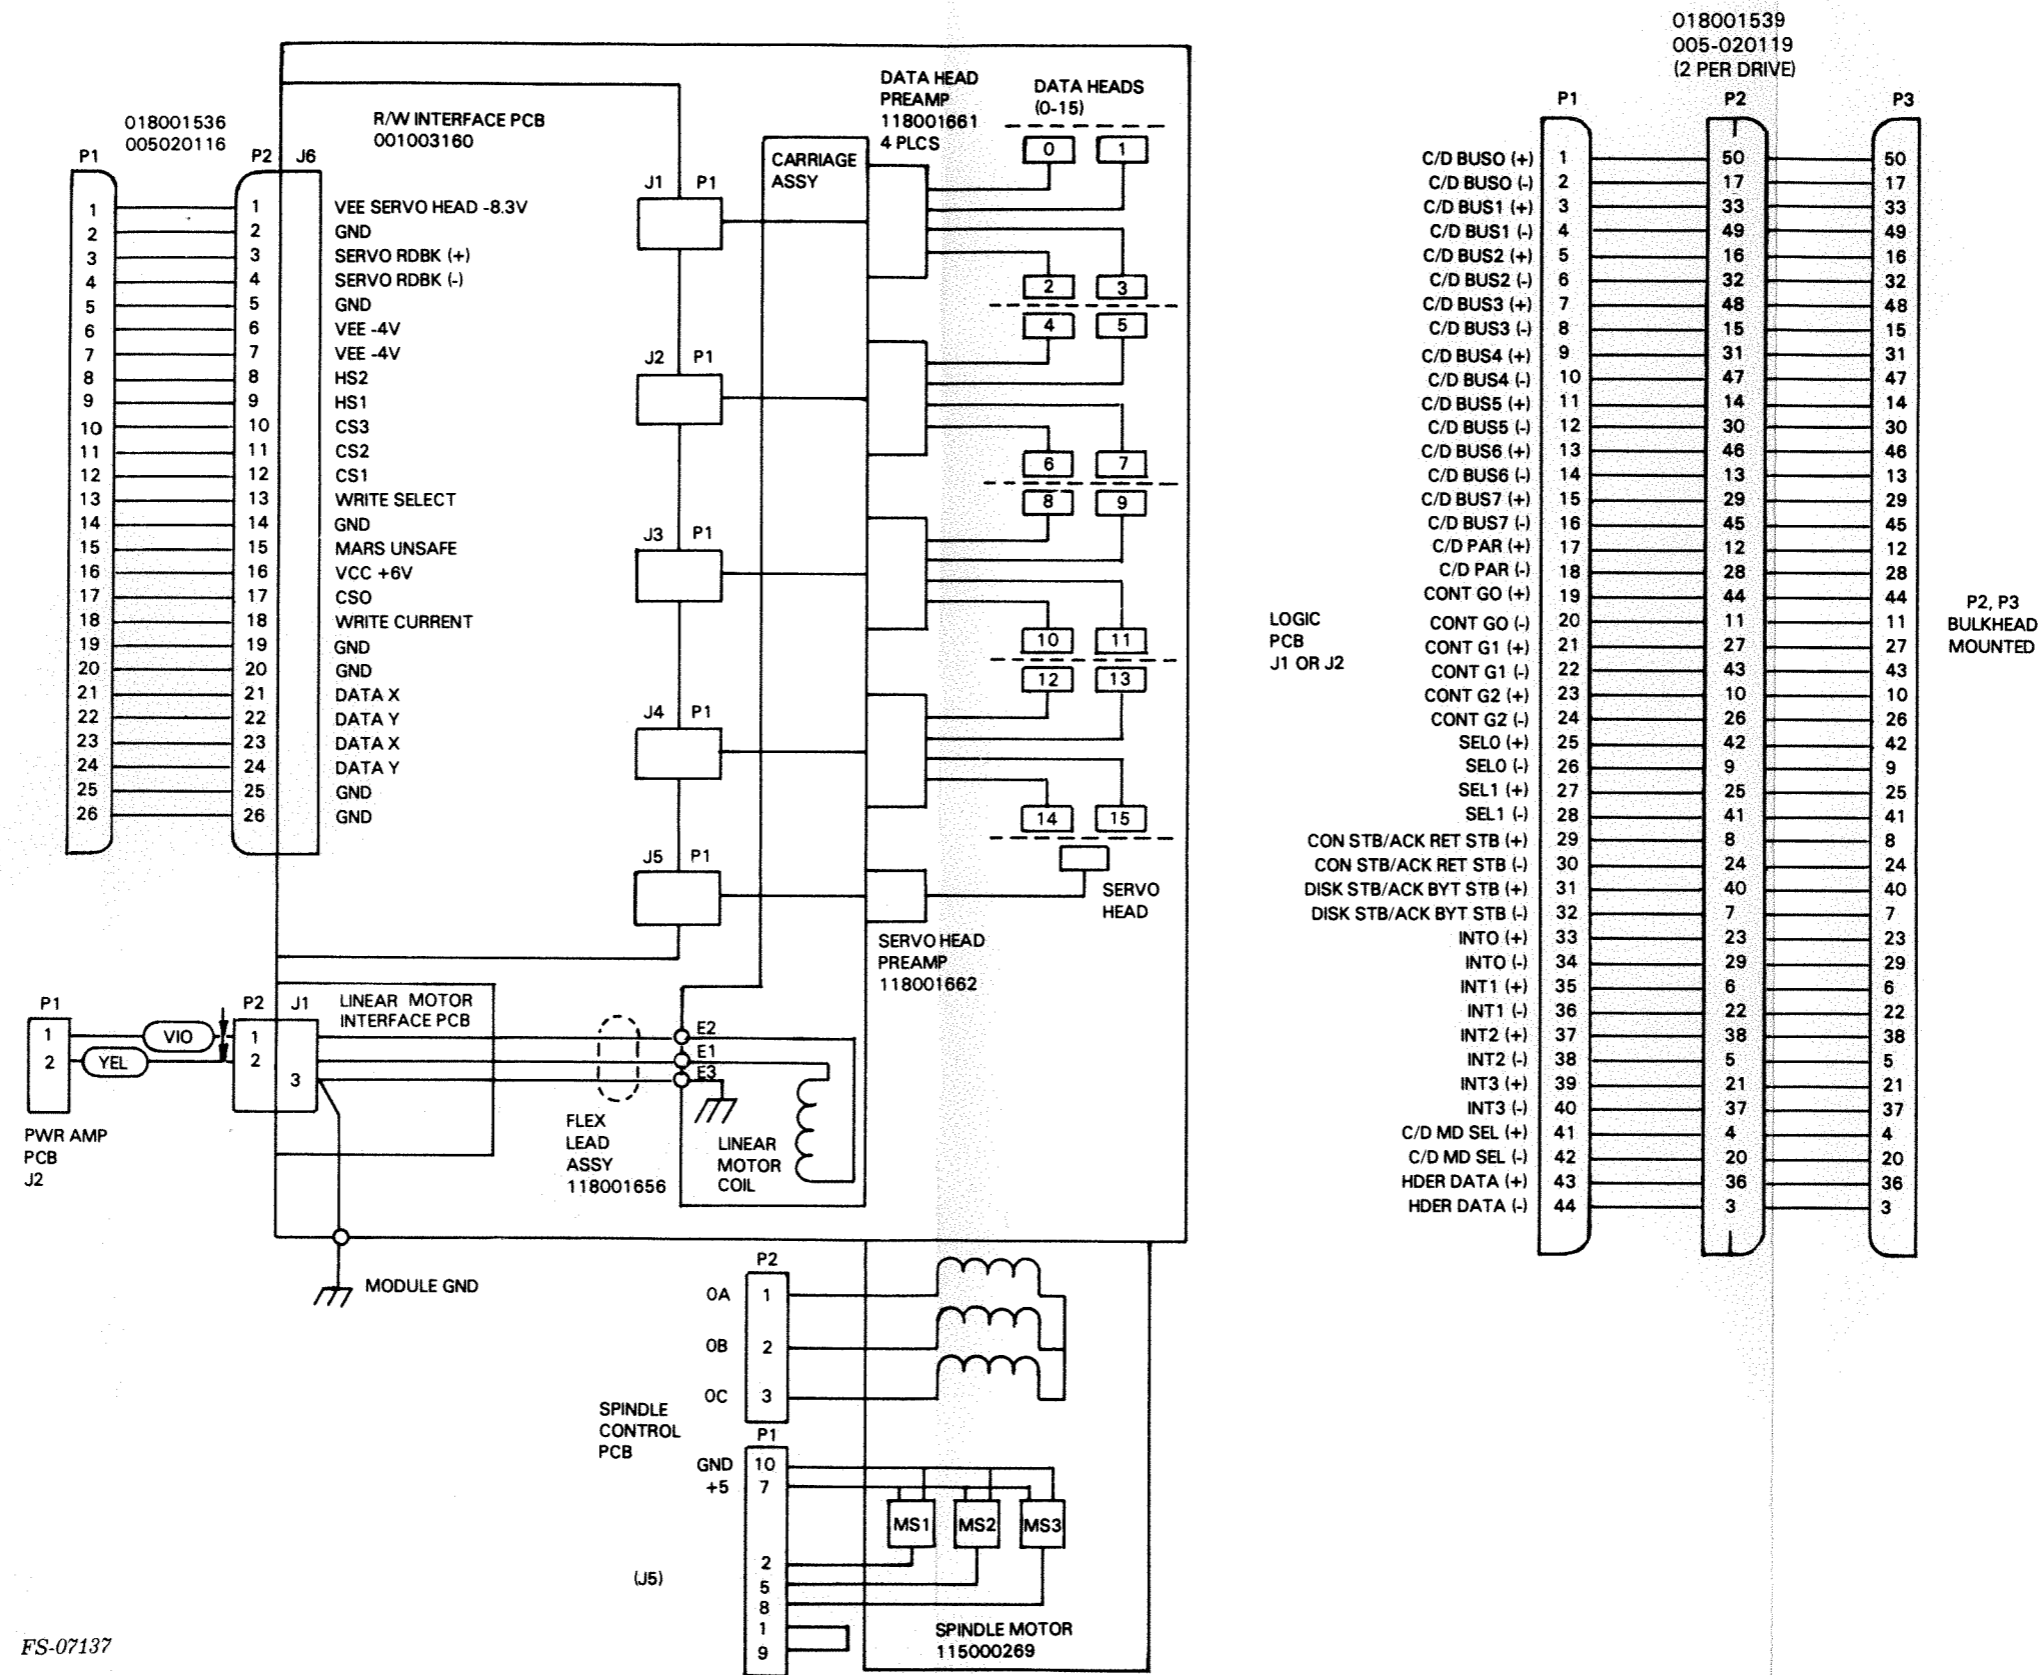 018001536
005020116
P1
P2
J6
R/W INTERFACE PCB
001003160
1 1 VEE SERVO HEAD -8.3V
2 2 GND
3 3 SERVO RDBK (+)
4 4 SERVO RDBK (-)
5 5 GND
6 6 VEE -4V
7 7 VEE -4V
8 8 HS2
9 9 HS1
10 10 CS3
11 11 CS2
12 12 CS1
13 13 WRITE SELECT
14 14 GND
15 15 MARS UNSAFE
16 16 VCC +6V
17 17 CSO
18 18 WRITE CURRENT
19 19 GND
20 20 GND
21 21 DATA X
22 22 DATA Y
23 23 DATA X
24 24 DATA Y
25 25 GND
26 26 GND
J1 P1
J2 P1
J3 P1
J4 P1
J5 P1
CARRIAGE
ASSY
DATA HEAD
PREAMP
118001661
4 PLCS
DATA HEADS
(0-15)
0 1
2 3
4 5
6 7
8 9
10 11
12 13
14 15
SERVO
HEAD
SERVO HEAD
PREAMP
118001662
P1
1
2
VIO
YEL
PWR AMP
PCB
J2
P2
J1
1
2
3
LINEAR MOTOR
INTERFACE PCB
FLEX
LEAD
ASSY
118001656
E2
E1
E3
LINEAR
MOTOR
COIL
MODULE GND
P2
OA 1
OB 2
OC 3
SPINDLE
CONTROL
PCB
P1
GND 10
+5 7
MS1 MS2 MS3
2
5
8
1
9
(J5)
SPINDLE MOTOR
115000269
FS-07137
018001539
005-020119
(2 PER DRIVE)
P1 P2 P3
C/D BUSO (+) 1 50 50
C/D BUSO (-) 2 17 17
C/D BUS1 (+) 3 33 33
C/D BUS1 (-) 4 49 49
C/D BUS2 (+) 5 16 16
C/D BUS2 (-) 6 32 32
C/D BUS3 (+) 7 48 48
C/D BUS3 (-) 8 15 15
C/D BUS4 (+) 9 31 31
C/D BUS4 (-) 10 47 47
C/D BUS5 (+) 11 14 14
C/D BUS5 (-) 12 30 30
C/D BUS6 (+) 13 46 46
C/D BUS6 (-) 14 13 13
C/D BUS7 (+) 15 29 29
C/D BUS7 (-) 16 45 45
C/D PAR (+) 17 12 12
C/D PAR (-) 18 28 28
CONT GO (+) 19 44 44
CONT GO (-) 20 11 11
CONT G1 (+) 21 27 27
CONT G1 (-) 22 43 43
CONT G2 (+) 23 10 10
CONT G2 (-) 24 26 26
SELO (+) 25 42 42
SELO (-) 26 9 9
SEL1 (+) 27 25 25
SEL1 (-) 28 41 41
CON STB/ACK RET STB (+) 29 8 8
CON STB/ACK RET STB (-) 30 24 24
DISK STB/ACK BYT STB (+) 31 40 40
DISK STB/ACK BYT STB (-) 32 7 7
INTO (+) 33 23 23
INTO (-) 34 29 29
INT1 (+) 35 6 6
INT1 (-) 36 22 22
INT2 (+) 37 38 38
INT2 (-) 38 5 5
INT3 (+) 39 21 21
INT3 (-) 40 37 37
C/D MD SEL (+) 41 4 4
C/D MD SEL (-) 42 20 20
HDER DATA (+) 43 36 36
HDER DATA (-) 44 3 3
LOGIC
PCB
J1 OR J2
P2, P3
BULKHEAD
MOUNTED